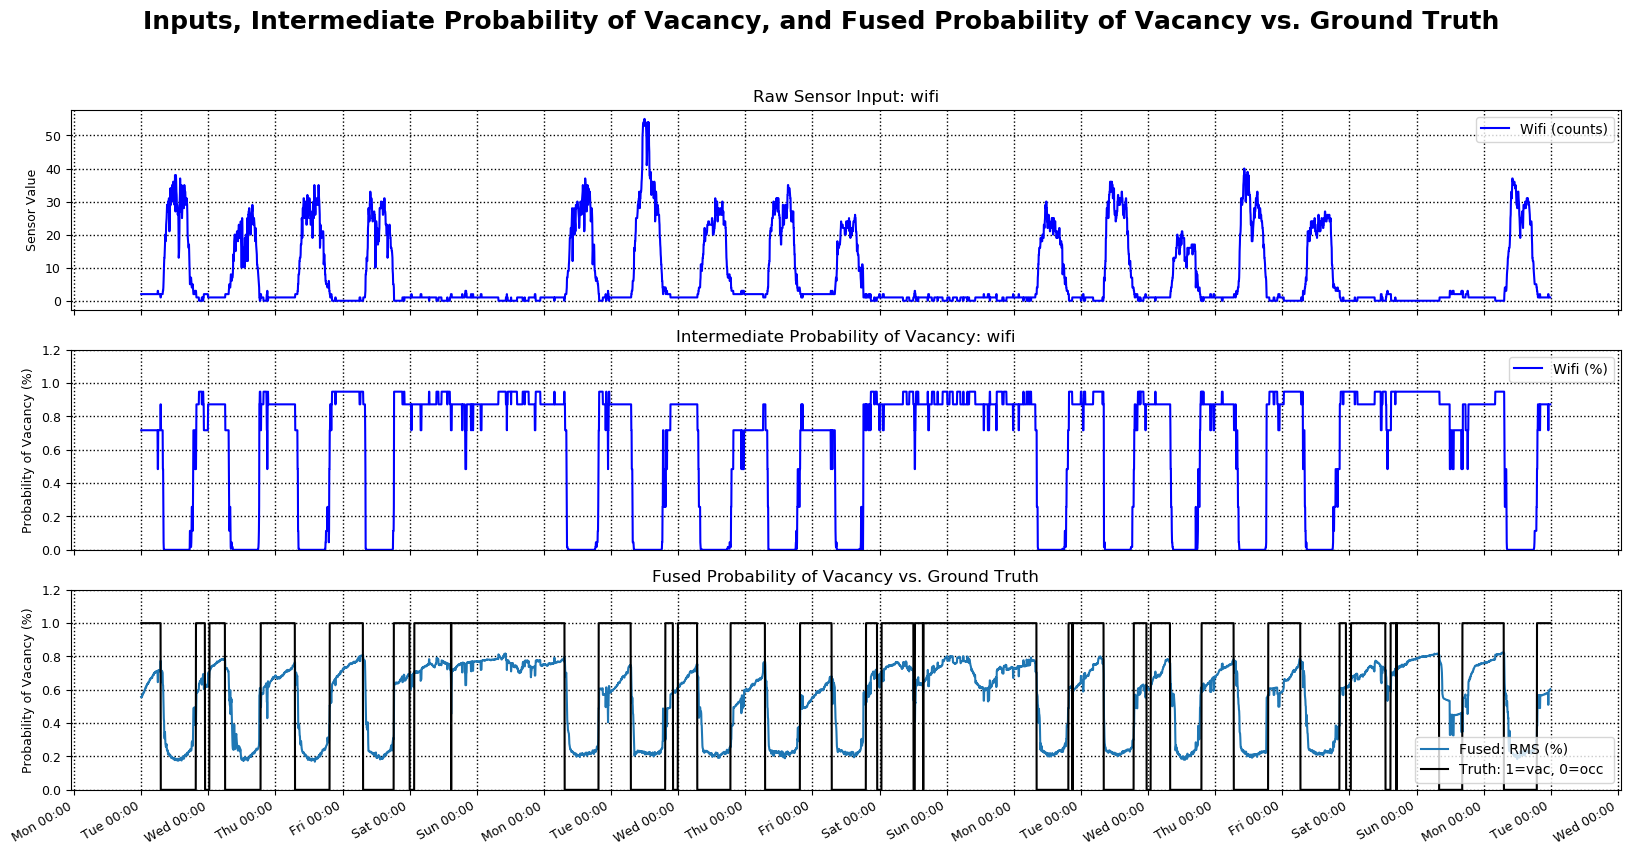 Inputs, Intermediate Probability of Vacancy, and Fused Probability of Vacancy vs. Ground Truth
Raw Sensor Input: wifi
Sensor Value
50
40
30
20
10
0
Wifi (counts)
Intermediate Probability of Vacancy: wifi
Probability of Vacancy (%)
1.2
1.0
0.8
0.6
0.4
0.2
0.0
Wifi (%)
Fused Probability of Vacancy vs. Ground Truth
Probability of Vacancy (%)
1.2
1.0
0.8
0.6
0.4
0.2
0.0
Fused: RMS (%)
Truth: 1=vac, 0=occ
Mon 00:00
Tue 00:00
Wed 00:00
Thu 00:00
Fri 00:00
Sat 00:00
Sun 00:00
Mon 00:00
Tue 00:00
Wed 00:00
Thu 00:00
Fri 00:00
Sat 00:00
Sun 00:00
Mon 00:00
Tue 00:00
Wed 00:00
Thu 00:00
Fri 00:00
Sat 00:00
Sun 00:00
Mon 00:00
Tue 00:00
Wed 00:00